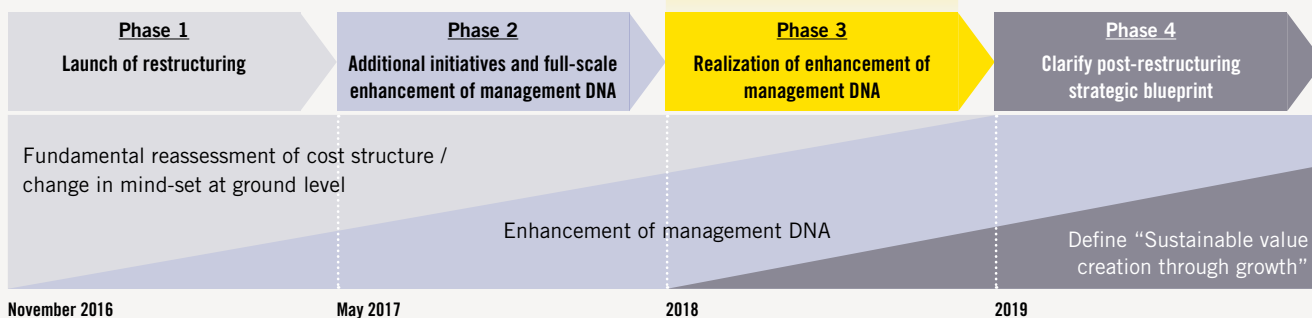 Phase 1
Launch of restructuring
Phase 2
Additional initiatives and full-scale
enhancement of management DNA
Phase 3
Realization of enhancement of
management DNA
Phase 4
Clarify post-restructuring
strategic blueprint
Fundamental reassessment of cost structure /
change in mind-set at ground level
Enhancement of management DNA
Define “Sustainable value
creation through growth”
November 2016
May 2017
2018
2019